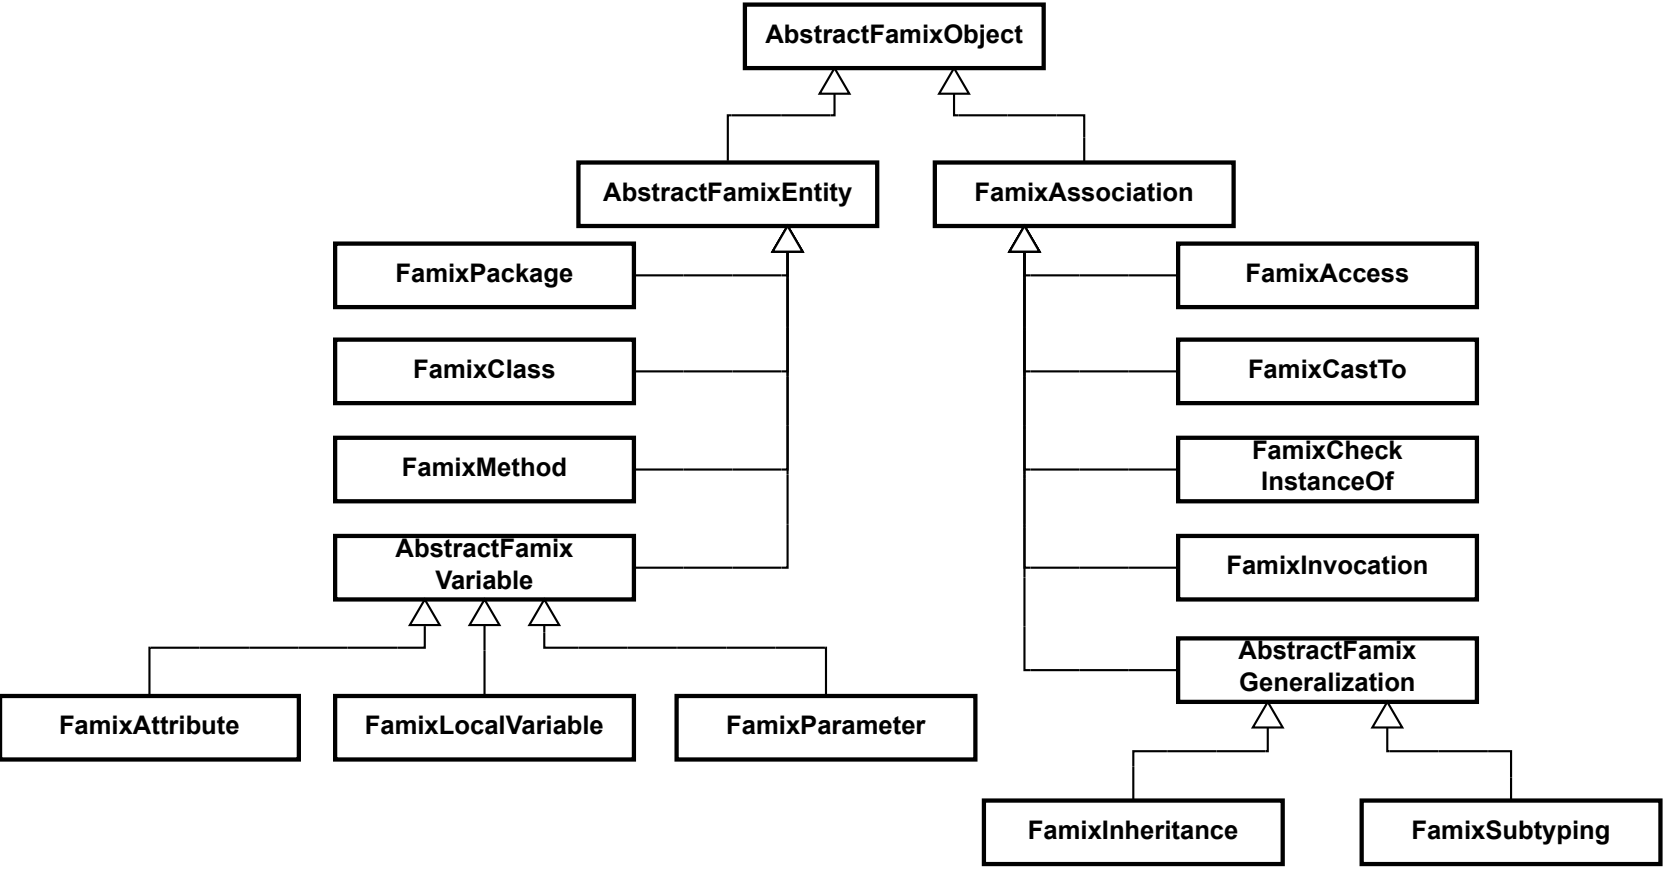 AbstractFamixObject
AbstractFamixEntity
FamixAssociation
FamixPackage
FamixAccess
FamixClass
FamixCastTo
FamixMethod
FamixCheck
InstanceOf
AbstractFamix
Variable
FamixInvocation
AbstractFamix
Generalization
FamixAttribute
FamixLocalVariable
FamixParameter
FamixInheritance
FamixSubtyping